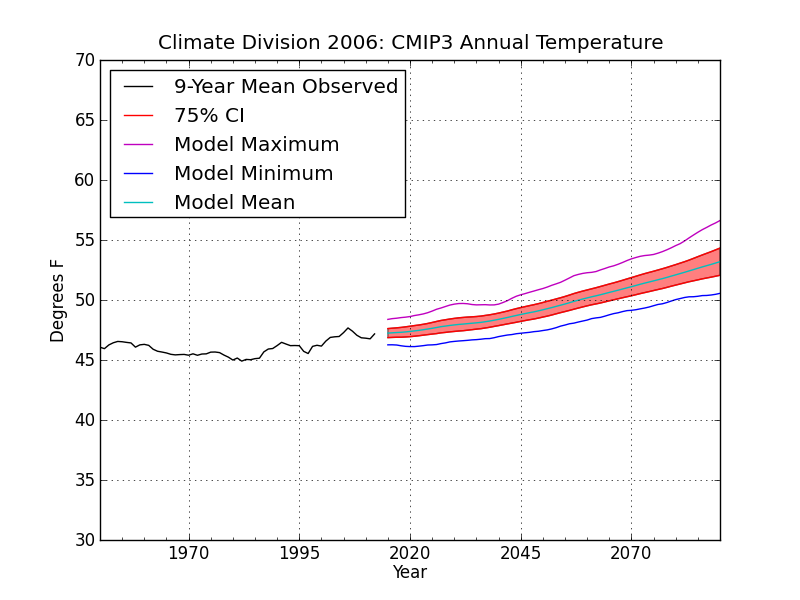 Climate Division 2006: CMIP3 Annual Temperature
70
65
60
55
50
45
40
35
30
Degrees F
9-Year Mean Observed
75% CI
Model Maximum
Model Minimum
Model Mean
1970 1995 2020 2045 2070
Year